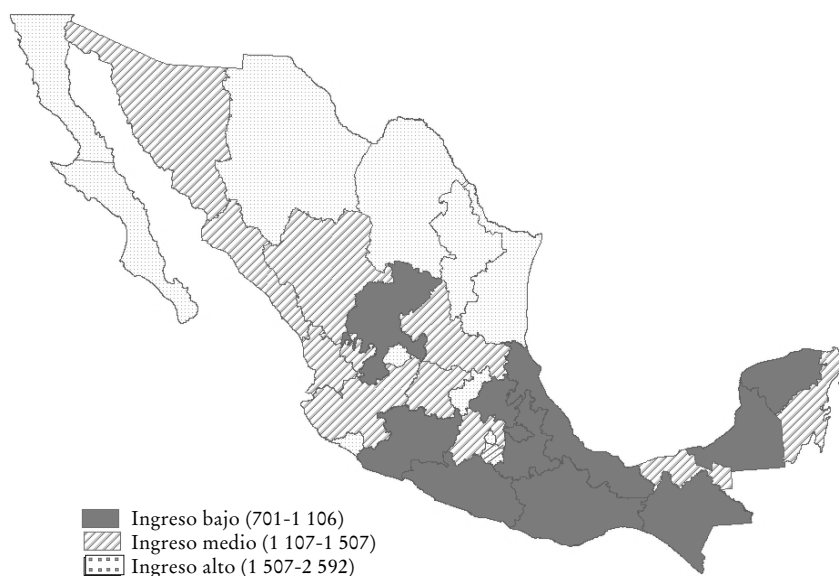 Ingreso bajo (701-1 106)
Ingreso medio (1 107-1 507)
Ingreso alto (1 507-2 592)